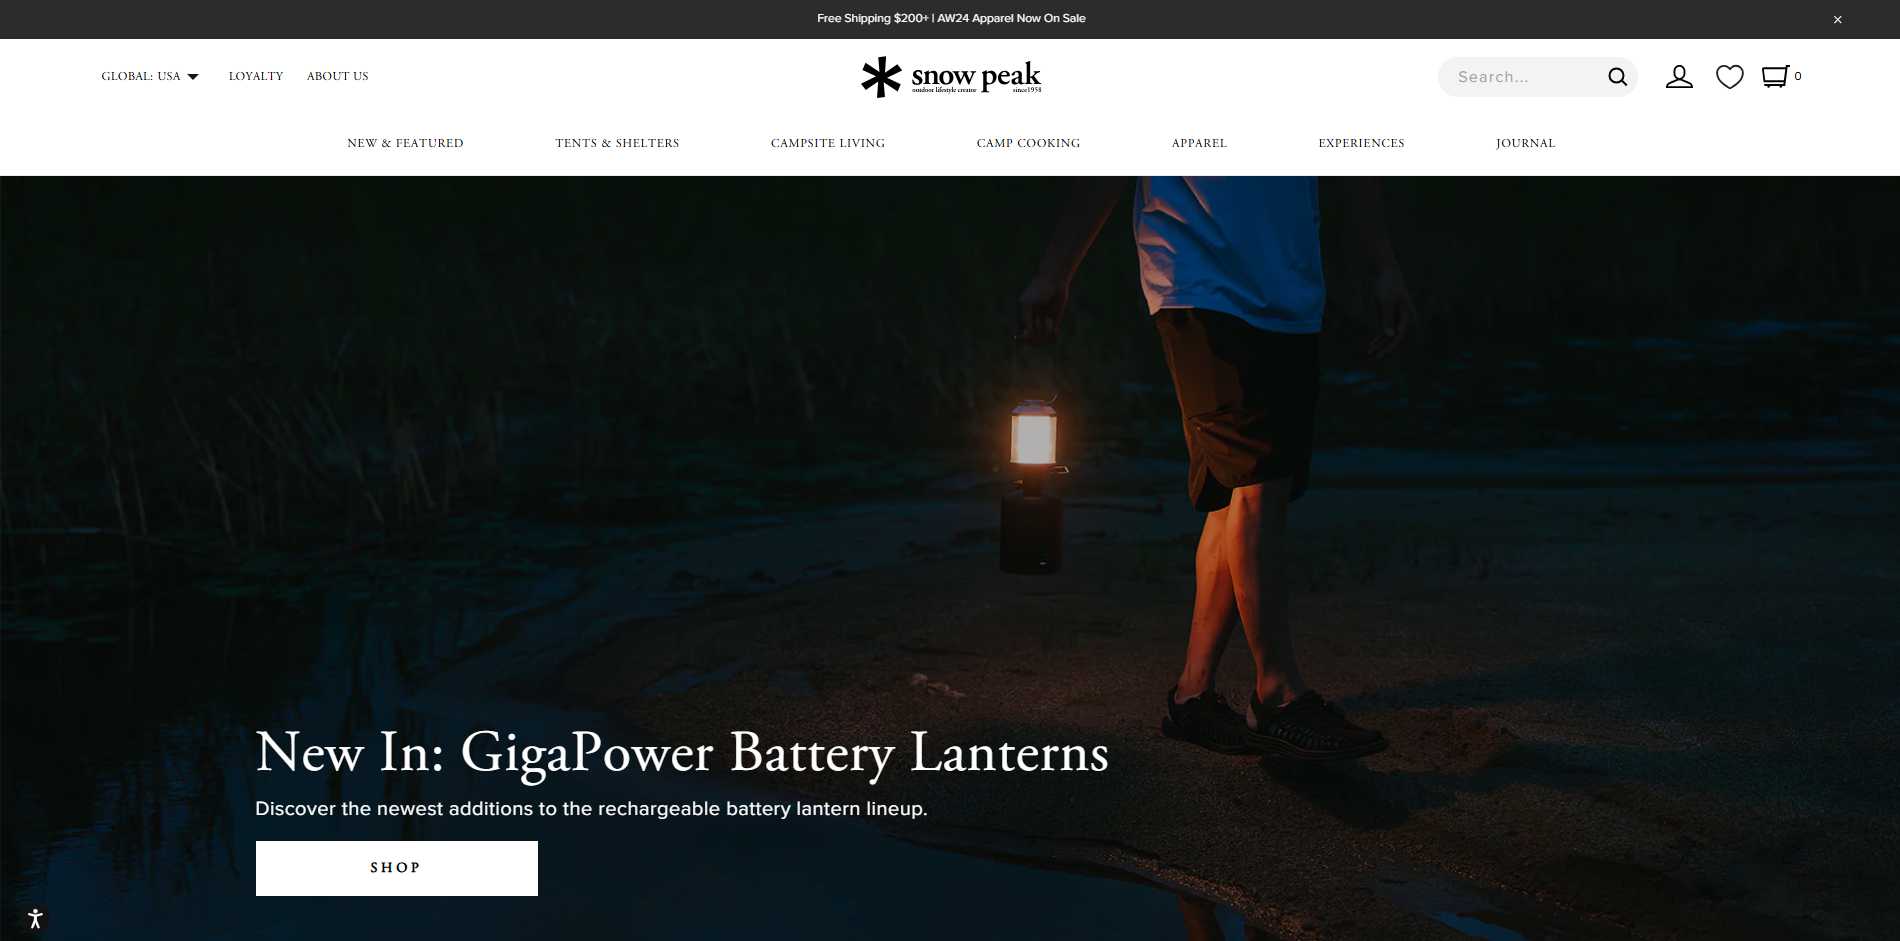 Free Shipping $200+ | AW24 Apparel Now On Sale
GLOBAL: USA LOYALTY ABOUT US
snow peak
outdoor lifestyle creator since1958
Search...
0
NEW & FEATURED TENTS & SHELTERS CAMPSITE LIVING CAMP COOKING APPAREL EXPERIENCES JOURNAL
New In: GigaPower Battery Lanterns
Discover the newest additions to the rechargeable battery lantern lineup.
SHOP